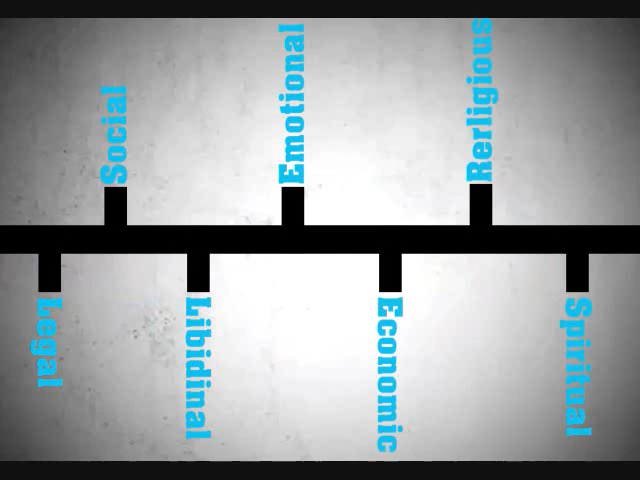 Social
Emotional
Rerligious
Legal
Libidinal
Economic
Spiritual